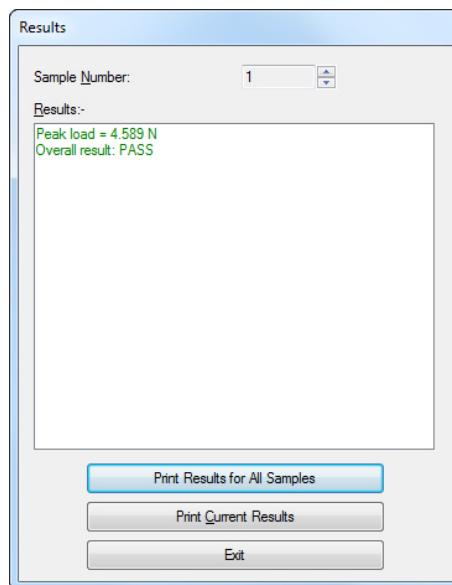 Results
Sample Number:
1
Results:-
Peak load = 4.589 N
Overall result: PASS
Print Results for All Samples
Print Current Results
Exit